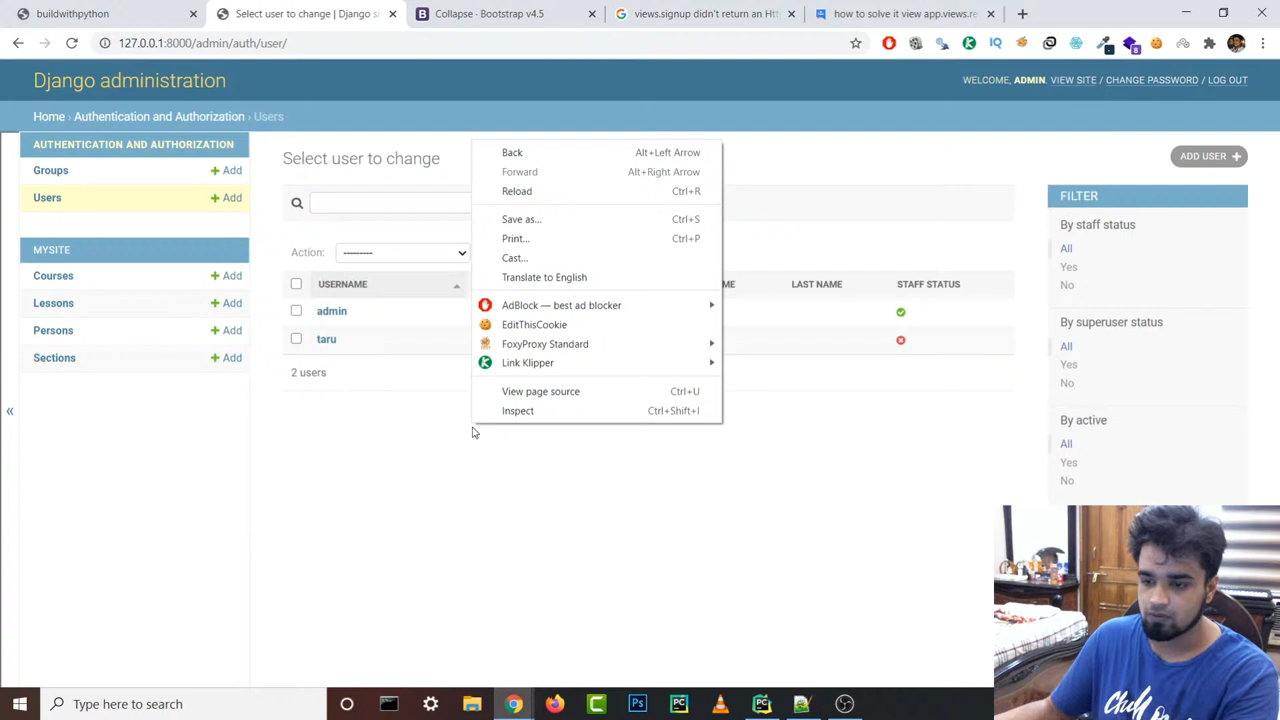 buildwithpython
Select user to change | Django si
Collapse · Bootstrap v4.5
views.signup didn't return an Htt
how to solve it view app.views.re
127.0.0.1:8000/admin/auth/user/
IQ
Django administration
WELCOME, ADMIN. VIEW SITE / CHANGE PASSWORD / LOG OUT
Home › Authentication and Authorization › Users
AUTHENTICATION AND AUTHORIZATION
Groups + Add
Users + Add
MYSITE
Courses + Add
Lessons + Add
Persons + Add
Sections + Add
«
Select user to change
ADD USER +
Action: ---------
USERNAME
ME
LAST NAME
STAFF STATUS
admin
taru
2 users
Back Alt+Left Arrow
Forward Alt+Right Arrow
Reload Ctrl+R
Save as... Ctrl+S
Print... Ctrl+P
Cast...
Translate to English
AdBlock — best ad blocker
EditThisCookie
FoxyProxy Standard
Link Klipper
View page source Ctrl+U
Inspect Ctrl+Shift+I
FILTER
By staff status
All
Yes
No
By superuser status
All
Yes
No
By active
All
Yes
No
Type here to search
Ps
PC
PC